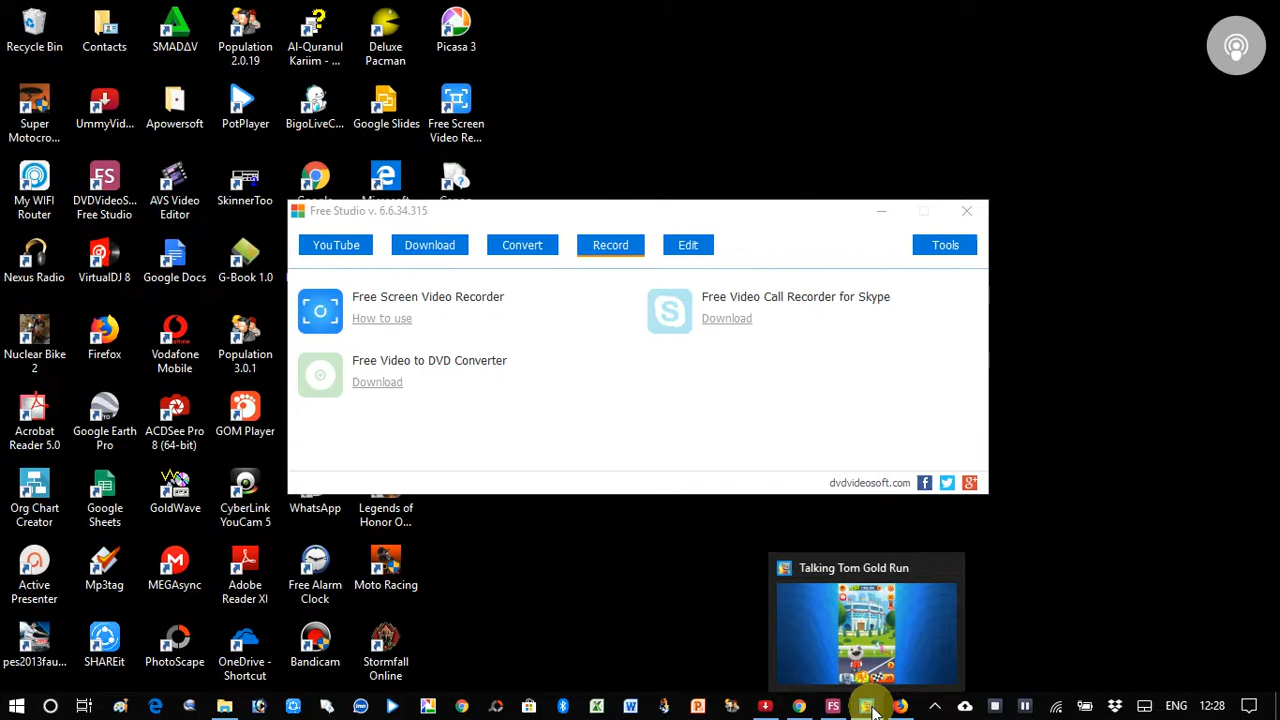 Recycle Bin
Contacts
SMADΔV
Population 2.0.19
Al-Quranul Kariim - ...
Deluxe Pacman
Picasa 3
Super Motocro...
UmmyVid...
Apowersoft
PotPlayer
BigoLiveC...
Google Slides
Free Screen Video Re...
My WIFI Router
FS
DVDVideoS... Free Studio
AVS Video Editor
SkinnerToo
Free Studio v. 6.6.34.315
YouTube
Download
Convert
Record
Edit
Tools
Free Screen Video Recorder
How to use
Free Video Call Recorder for Skype
Download
Free Video to DVD Converter
Download
dvdvideosoft.com
Nexus Radio
VirtualDJ 8
Google Docs
G-Book 1.0
Nuclear Bike 2
Firefox
Vodafone Mobile
Population 3.0.1
Acrobat Reader 5.0
Google Earth Pro
ACDSee Pro 8 (64-bit)
GOM Player
Org Chart Creator
Google Sheets
GoldWave
CyberLink YouCam 5
WhatsApp
Legends of Honor O...
Active Presenter
Mp3tag
MEGAsync
Adobe Reader XI
Free Alarm Clock
Moto Racing
pes2013fau...
SHAREit
PhotoScape
OneDrive - Shortcut
Bandicam
Stormfall Online
Talking Tom Gold Run
FS
ENG
12:28